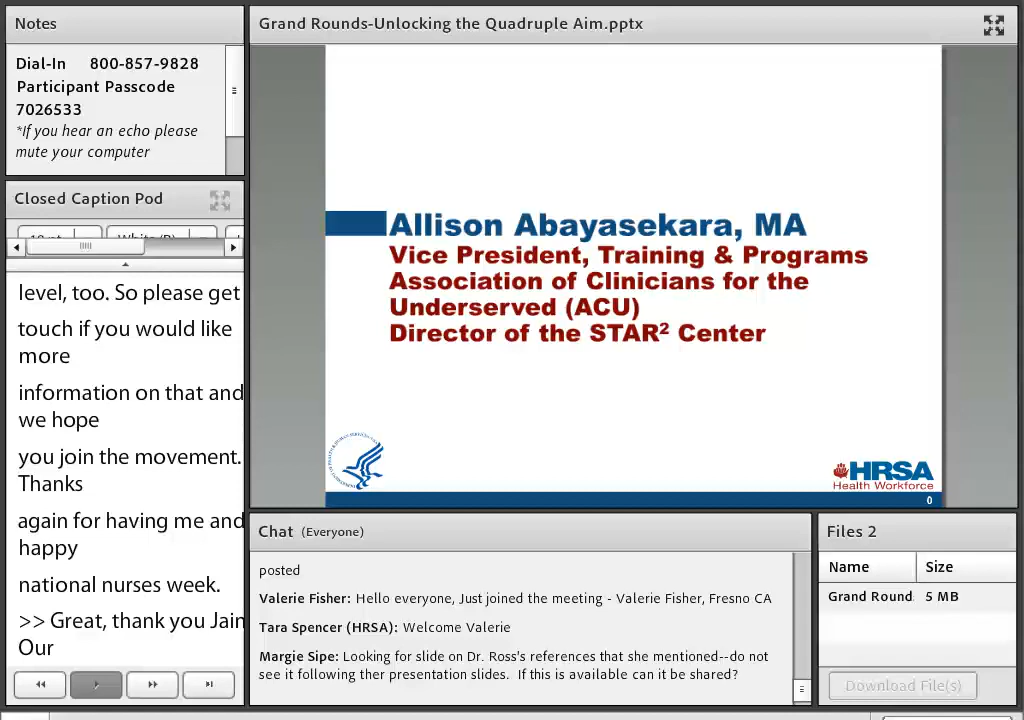 Notes
Dial-In 800-857-9828
Participant Passcode
7026533
*If you hear an echo please
mute your computer
Closed Caption Pod
level, too. So please get
touch if you would like
more
information on that and
we hope
you join the movement.
Thanks
again for having me and
happy
national nurses week.
>> Great, thank you Jain
Our
Grand Rounds-Unlocking the Quadruple Aim.pptx
Allison Abayasekara, MA
Vice President, Training & Programs
Association of Clinicians for the
Underserved (ACU)
Director of the STAR² Center
HRSA
Health Workforce
0
Chat (Everyone)
posted
Valerie Fisher: Hello everyone, Just joined the meeting - Valerie Fisher, Fresno CA
Tara Spencer (HRSA): Welcome Valerie
Margie Sipe: Looking for slide on Dr. Ross's references that she mentioned--do not
see it following ther presentation slides. If this is available can it be shared?
Files 2
Name Size
Grand Round 5 MB
Download File(s)